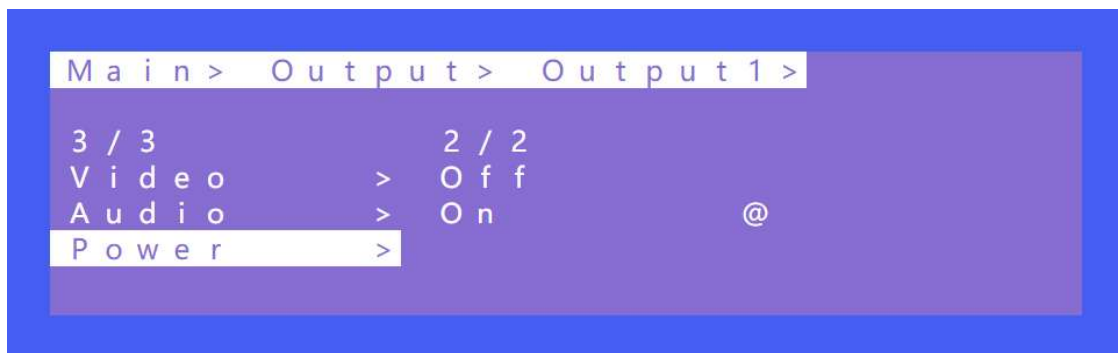 Main> Output> Output1>
3/3 2/2
Video > Off
Audio > On @
Power >